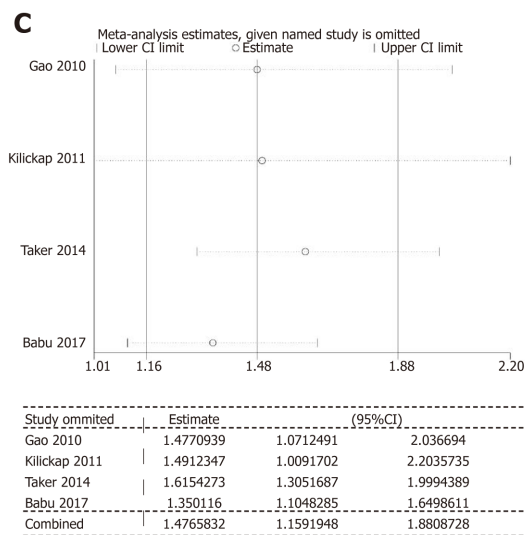 C
Meta-analysis estimates, given named study is omitted
Lower CI limit Estimate Upper CI limit
Gao 2010
Kilickap 2011
Taker 2014
Babu 2017
1.01 1.16 1.48 1.88 2.20
Study ommited Estimate (95%CI)
Gao 2010 1.4770939 1.0712491 2.036694
Kilickap 2011 1.4912347 1.0091702 2.2035735
Taker 2014 1.6154273 1.3051687 1.9994389
Babu 2017 1.350116 1.1048285 1.6498611
Combined 1.4765832 1.1591948 1.8808728